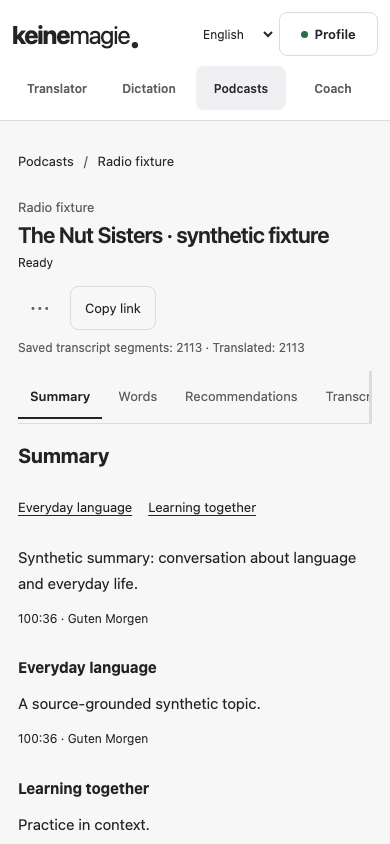 keinemagie.
English
Profile
Translator
Dictation
Podcasts
Coach
Podcasts / Radio fixture
Radio fixture
The Nut Sisters · synthetic fixture
Ready
··· Copy link
Saved transcript segments: 2113 · Translated: 2113
Summary
Words
Recommendations
Transcr
Summary
Everyday language
Learning together
Synthetic summary: conversation about language
and everyday life.
100:36 · Guten Morgen
Everyday language
A source-grounded synthetic topic.
100:36 · Guten Morgen
Learning together
Practice in context.